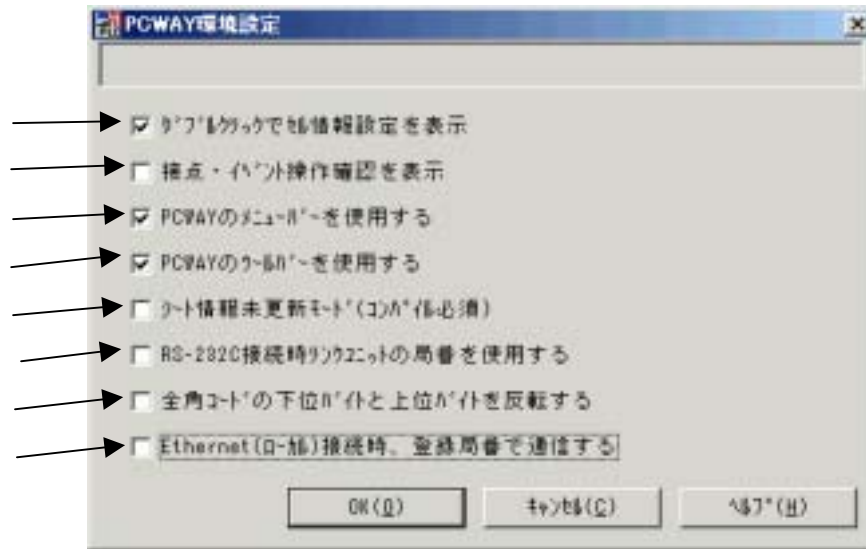 PCWAY環境設定
ﾀﾞﾌﾞﾙｸﾘｯｸでｾﾙ情報設定を表示
接点・ｲﾍﾞﾝﾄ操作確認を表示
PCWAYのﾒﾆｭｰﾊﾞｰを使用する
PCWAYのﾂｰﾙﾊﾞｰを使用する
ｼｰﾄ情報未更新ﾓｰﾄﾞ(ｺﾝﾊﾟｲﾙ必須)
RS-232C接続時ﾘﾝｸﾕﾆｯﾄの局番を使用する
全角ｺｰﾄﾞの下位ﾊﾞｲﾄと上位ﾊﾞｲﾄを反転する
Ethernet(ﾛｰｶﾙ)接続時、登録局番で通信する
OK(O) ｷｬﾝｾﾙ(C) ﾍﾙﾌﾟ(H)